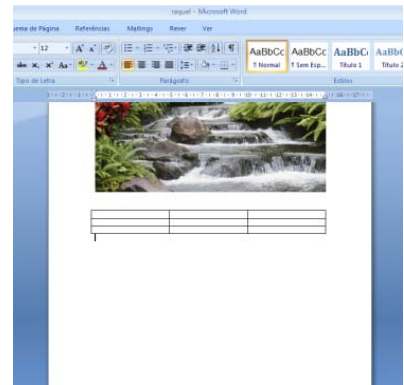 raquel - Microsoft Word
uema de Página Referências Mailings Rever Ver
12
AaBbCc AaBbCc AaBbC AaBbC
¶ Normal ¶ Sem Esp... Título 1 Título 2
Tipo de Letra Parágrafo Estilos